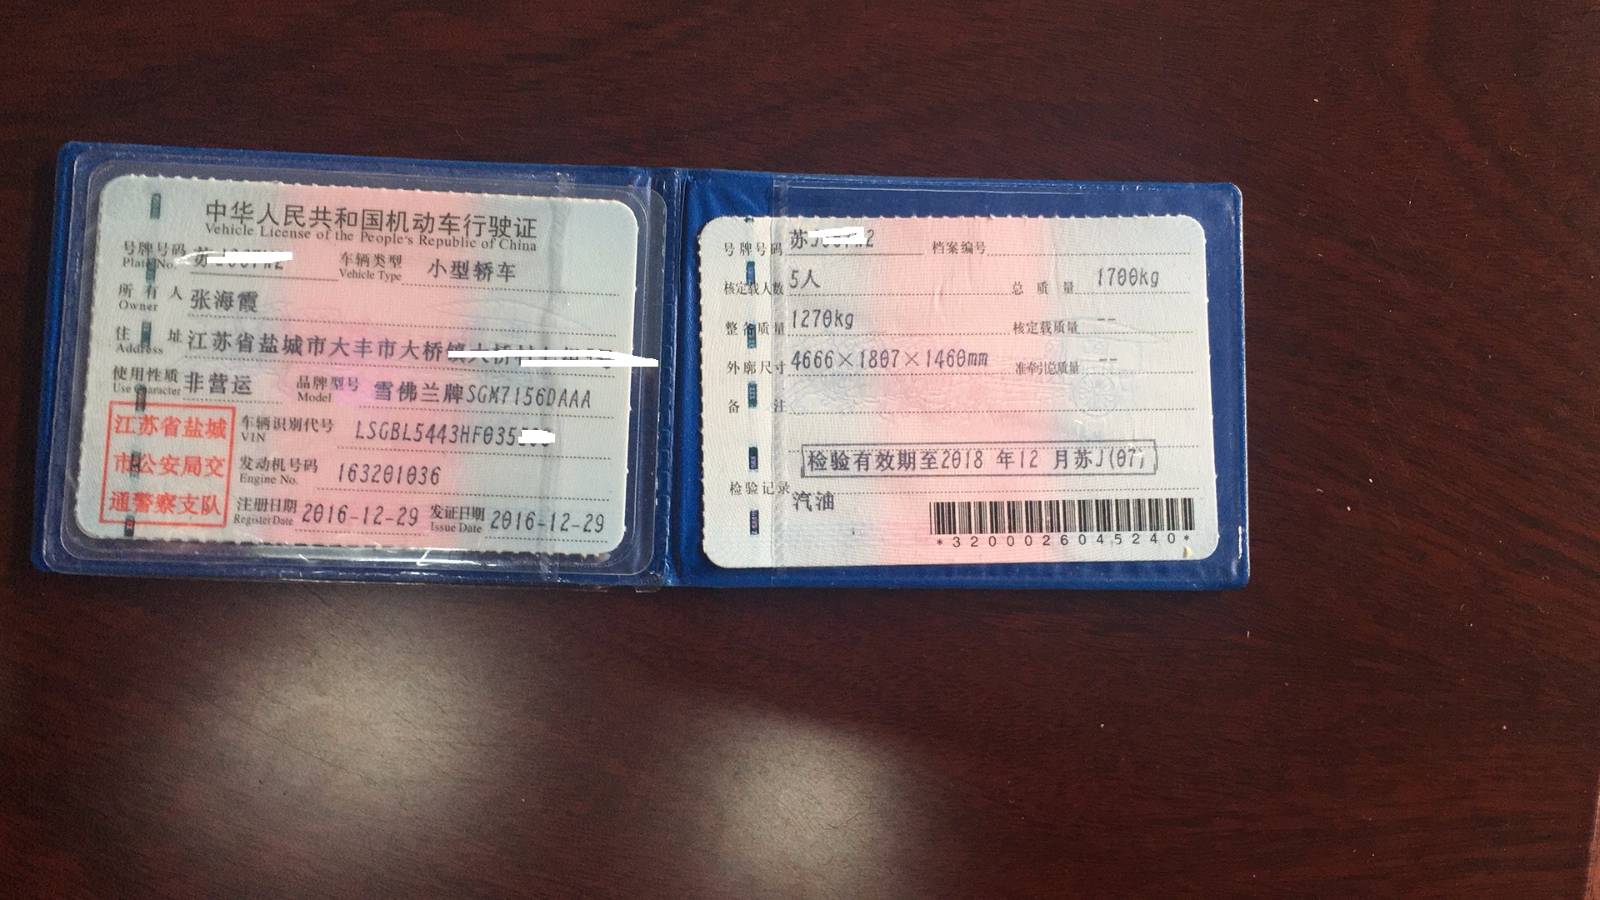 中华人民共和国机动车行驶证
Vehicle License of the People's Republic of China
号牌号码 苏 车辆类型 小型轿车
Plate No. Vehicle Type
所有人 张海霞
Owner
住址 江苏省盐城市大丰市大桥
Address
使用性质 非营运 品牌型号 雪佛兰牌SGM7156DAAA
Use Character Model
江苏省盐城
市公安局交
通警察支队
车辆识别代号 LSGBL5443HF035
VIN
发动机号码 163201036
Engine No.
注册日期 2016-12-29 发证日期 2016-12-29
Register Date Issue Date
号牌号码 苏 2 档案编号
核定载人数 5人 总质量 1700kg
整备质量 1270kg 核定载质量 --
外廓尺寸 4666×1807×1460mm 准牵引总质量 --
备注
检验有效期至2018 年12 月苏J(07)
检验记录
汽油
*3200026045240*